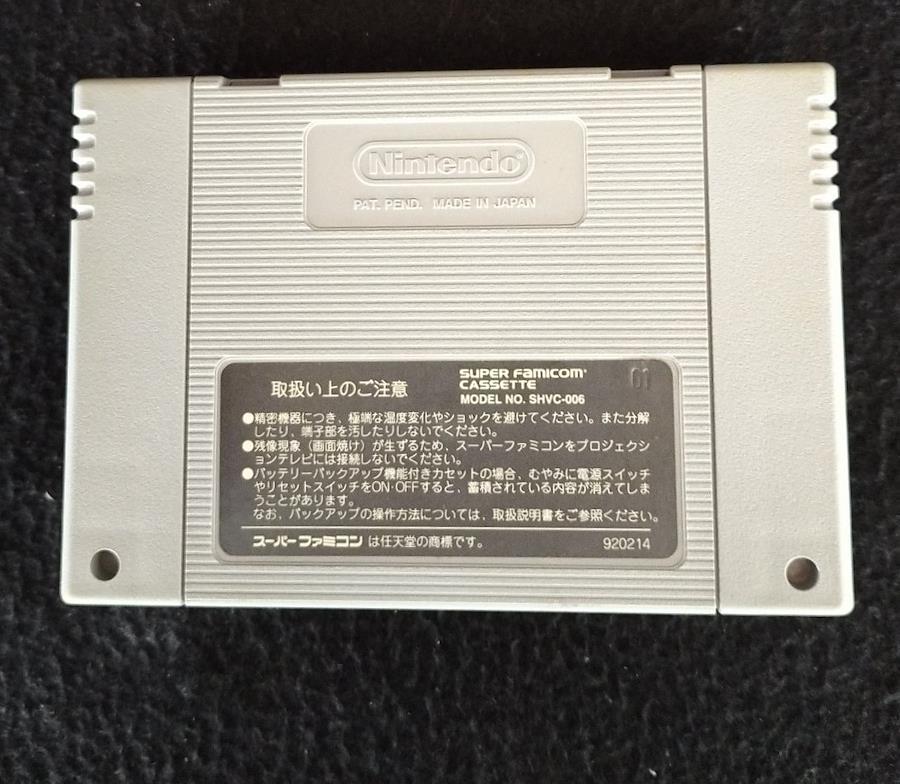 Nintendo®
PAT. PEND. MADE IN JAPAN
取扱い上のご注意
SUPER FAMICOM®
CASSETTE
MODEL NO. SHVC-006
01
●精密機器につき、極端な温度変化やショックを避けてください。また分解
したり、端子部を汚したりしないでください。
●残像現象（画面焼け）が生ずるため、スーパーファミコンをプロジェクシ
ョンテレビには接続しないでください。
●バッテリーバックアップ機能付きカセットの場合、むやみに電源スイッチ
やリセットスイッチをON·OFFすると、蓄積されている内容が消えてしま
うことがあります。
なお、バックアップの操作方法については、取扱説明書をご参照ください。
スーパーファミコン は任天堂の商標です。
920214